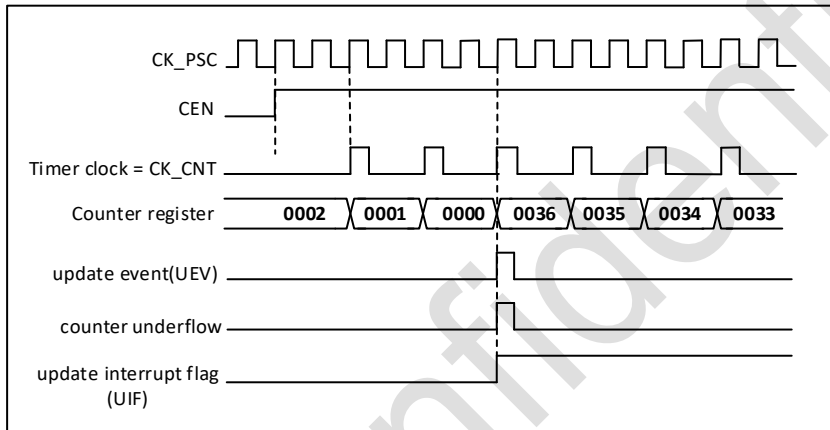 CK_PSC
CEN
Timer clock = CK_CNT
Counter register 0002 0001 0000 0036 0035 0034 0033
update event(UEV)
counter underflow
update interrupt flag
(UIF)